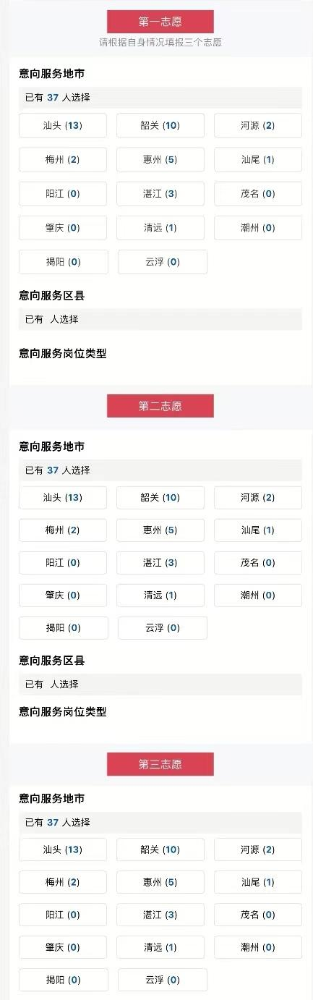 第一志愿
请根据自身情况填报三个志愿
意向服务地市
已有 37 人选择
汕头 (13) 韶关 (10) 河源 (2)
梅州 (2) 惠州 (5) 汕尾 (1)
阳江 (0) 湛江 (3) 茂名 (0)
肇庆 (0) 清远 (1) 潮州 (0)
揭阳 (0) 云浮 (0)
意向服务区县
已有 人选择
意向服务岗位类型
第二志愿
意向服务地市
已有 37 人选择
汕头 (13) 韶关 (10) 河源 (2)
梅州 (2) 惠州 (5) 汕尾 (1)
阳江 (0) 湛江 (3) 茂名 (0)
肇庆 (0) 清远 (1) 潮州 (0)
揭阳 (0) 云浮 (0)
意向服务区县
已有 人选择
意向服务岗位类型
第三志愿
意向服务地市
已有 37 人选择
汕头 (13) 韶关 (10) 河源 (2)
梅州 (2) 惠州 (5) 汕尾 (1)
阳江 (0) 湛江 (3) 茂名 (0)
肇庆 (0) 清远 (1) 潮州 (0)
揭阳 (0) 云浮 (0)